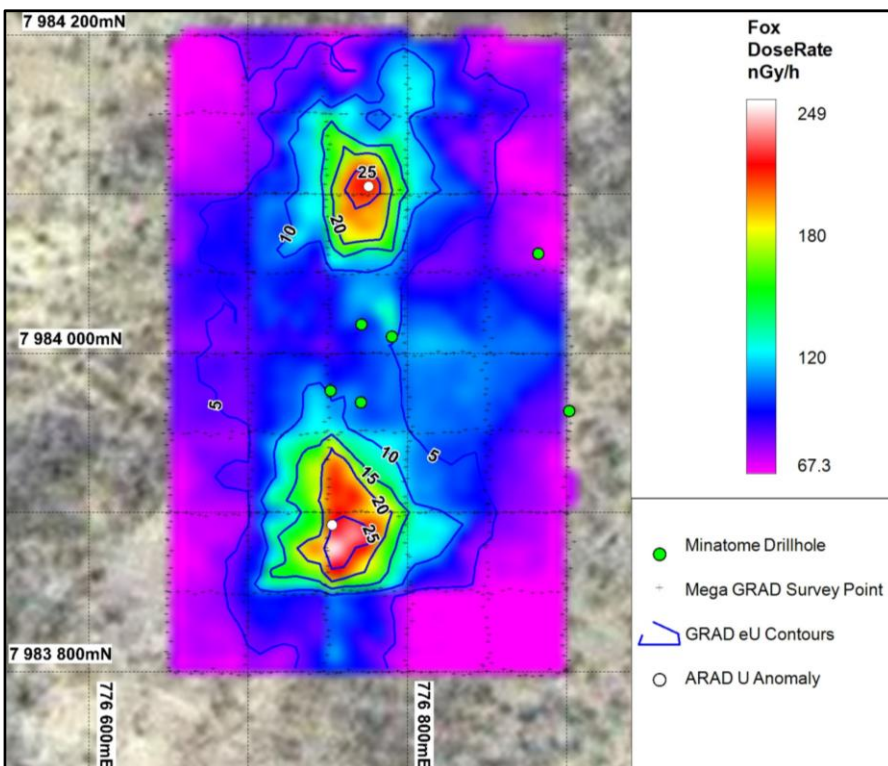 7 984 200mN
25
20
10
7 984 000mN
5
10
5
15
20
25
7 983 800mN
776 600mE
776 800mE
Fox
DoseRate
nGy/h
249
180
120
67.3
Minatome Drillhole
Mega GRAD Survey Point
GRAD eU Contours
ARAD U Anomaly